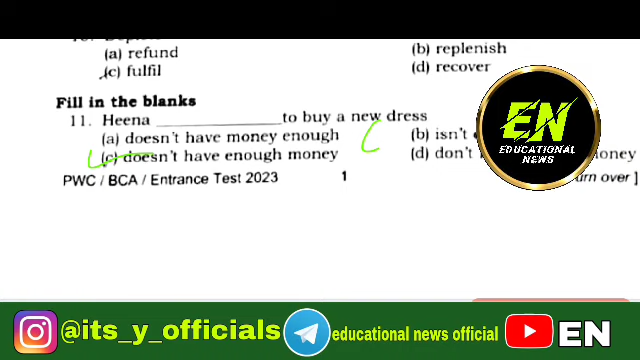 (a) refund (b) replenish
(c) fulfil (d) recover
Fill in the blanks
11. Heena ____________ to buy a new dress
(a) doesn't have money enough (b) isn't
(c) doesn't have enough money (d) don't
PWC / BCA / Entrance Test 2023 1 urn over ]
EN
EDUCATIONAL
NEWS
@its_y_officials educational news official EN